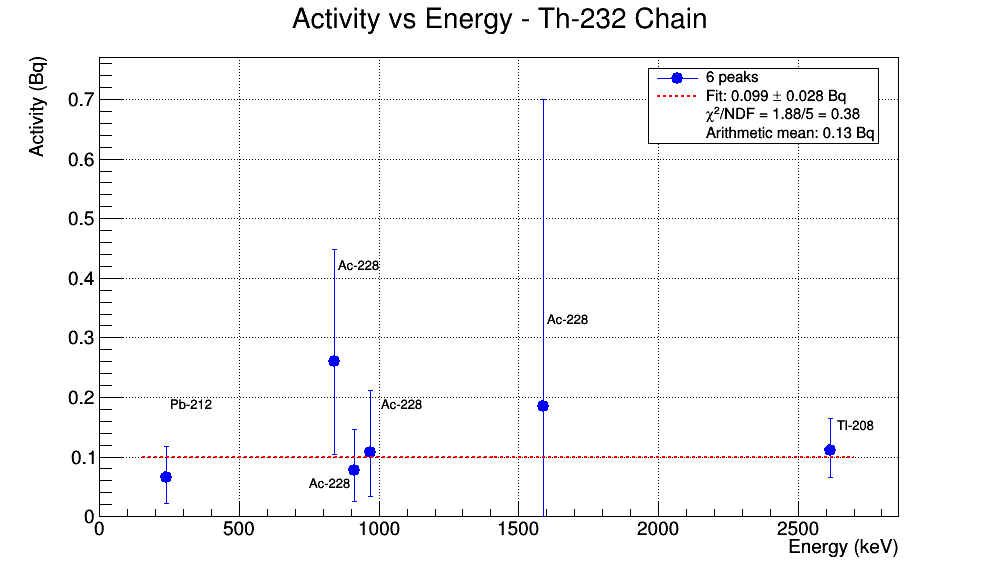 Activity vs Energy - Th-232 Chain
Activity (Bq)
6 peaks
Fit: 0.099 ± 0.028 Bq
χ²/NDF = 1.88/5 = 0.38
Arithmetic mean: 0.13 Bq
0.7
0.6
0.5
0.4
0.3
0.2
0.1
0
Ac-228
Ac-228
Pb-212
Ac-228
Tl-208
Ac-228
0
500
1000
1500
2000
2500
Energy (keV)